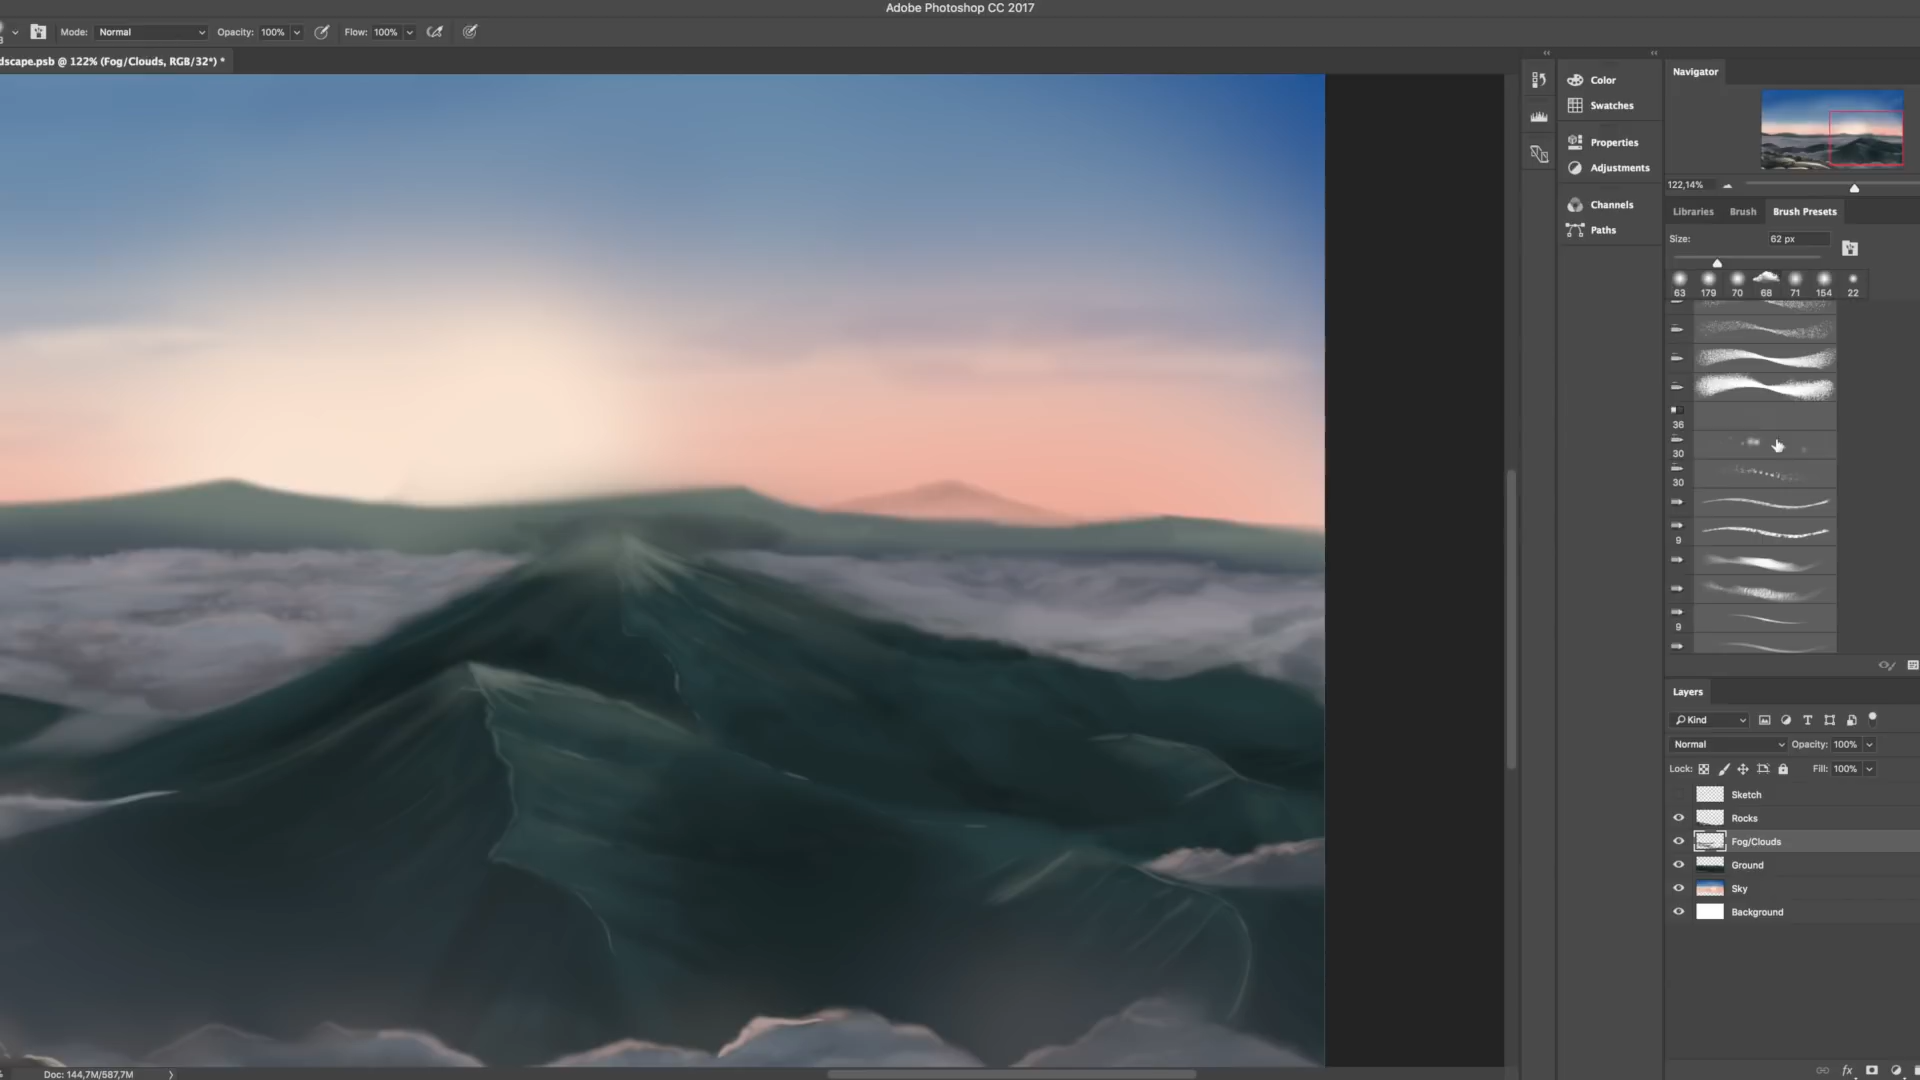 Adobe Photoshop CC 2017
Mode: Normal Opacity: 100% Flow: 100%
dscape.psb @ 122% (Fog/Clouds, RGB/32*) *
Color
Swatches
Properties
Adjustments
Channels
Paths
Navigator
122,14%
Libraries Brush Brush Presets
Size: 62 px
63 179 70 68 71 154 22
36
30
30
9
9
Layers
Kind
Normal Opacity: 100%
Lock: Fill: 100%
Sketch
Rocks
Fog/Clouds
Ground
Sky
Background
fx
Doc: 144,7M/587,7M